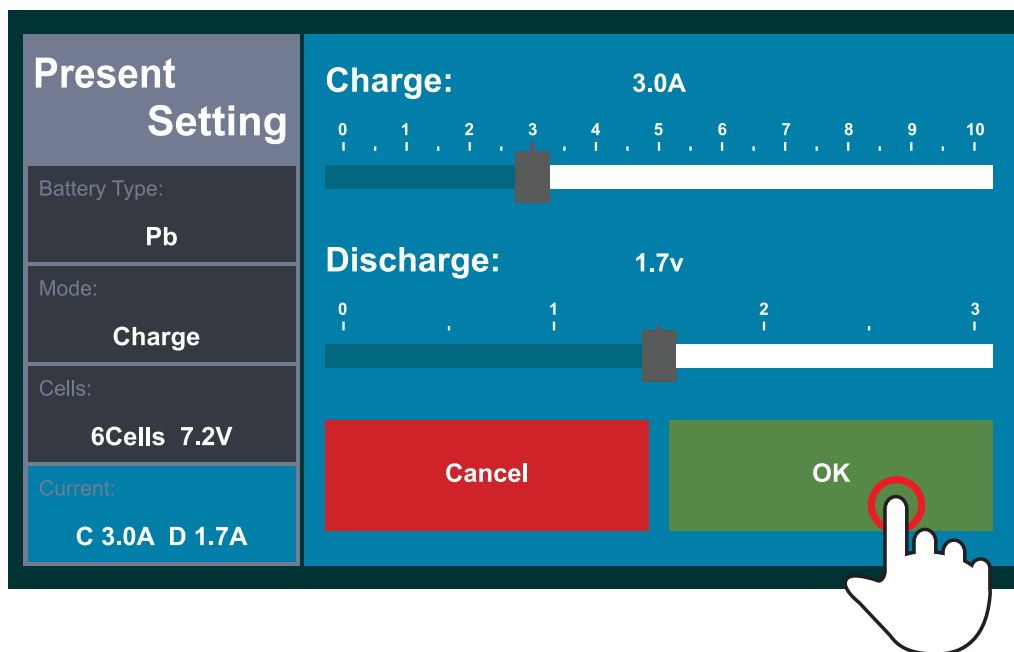 Present
Setting
Battery Type:
Pb
Mode:
Charge
Cells:
6Cells 7.2V
Current:
C 3.0A D 1.7A
Charge: 3.0A
0 1 2 3 4 5 6 7 8 9 10
Discharge: 1.7v
0 1 2 3
Cancel OK